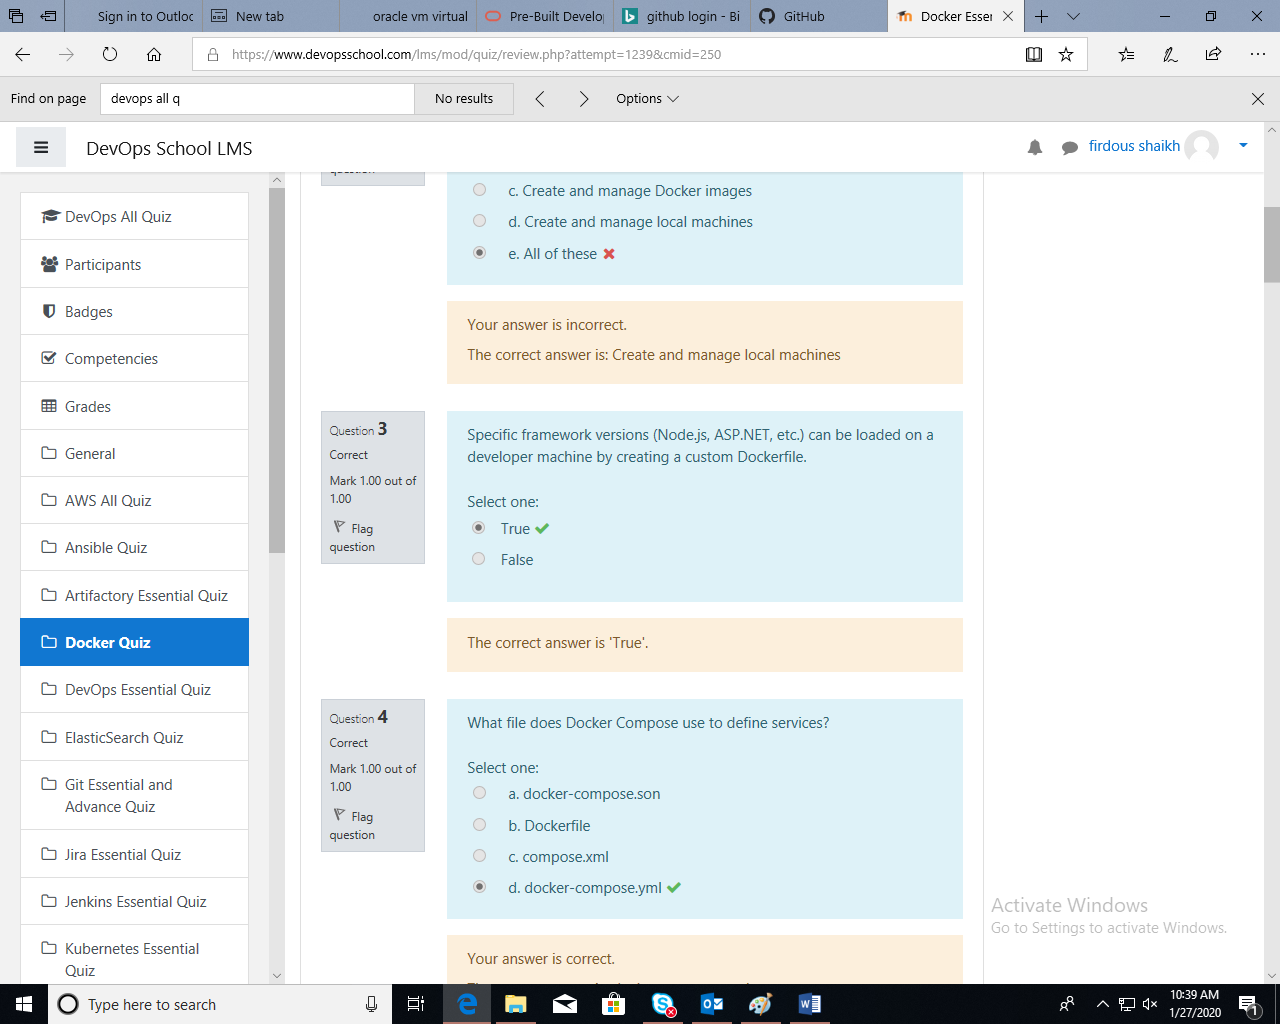 Sign in to Outloc
New tab
oracle vm virtual
Pre-Built Develo
github login - Bi
GitHub
Docker Esser
https://www.devopsschool.com/lms/mod/quiz/review.php?attempt=1239&cmid=250
Find on page
devops all q
No results
Options
DevOps School LMS
firdous shaikh
DevOps All Quiz
Participants
Badges
Competencies
Grades
General
AWS All Quiz
Ansible Quiz
Artifactory Essential Quiz
Docker Quiz
DevOps Essential Quiz
ElasticSearch Quiz
Git Essential and
Advance Quiz
Jira Essential Quiz
Jenkins Essential Quiz
Kubernetes Essential
Quiz
question
c. Create and manage Docker images
d. Create and manage local machines
e. All of these
Your answer is incorrect.
The correct answer is: Create and manage local machines
Question 3
Correct
Mark 1.00 out of
1.00
Flag
question
Specific framework versions (Node.js, ASP.NET, etc.) can be loaded on a
developer machine by creating a custom Dockerfile.
Select one:
True
False
The correct answer is 'True'.
Question 4
Correct
Mark 1.00 out of
1.00
Flag
question
What file does Docker Compose use to define services?
Select one:
a. docker-compose.son
b. Dockerfile
c. compose.xml
d. docker-compose.yml
Your answer is correct.
Activate Windows
Go to Settings to activate Windows.
Type here to search
10:39 AM
1/27/2020
1